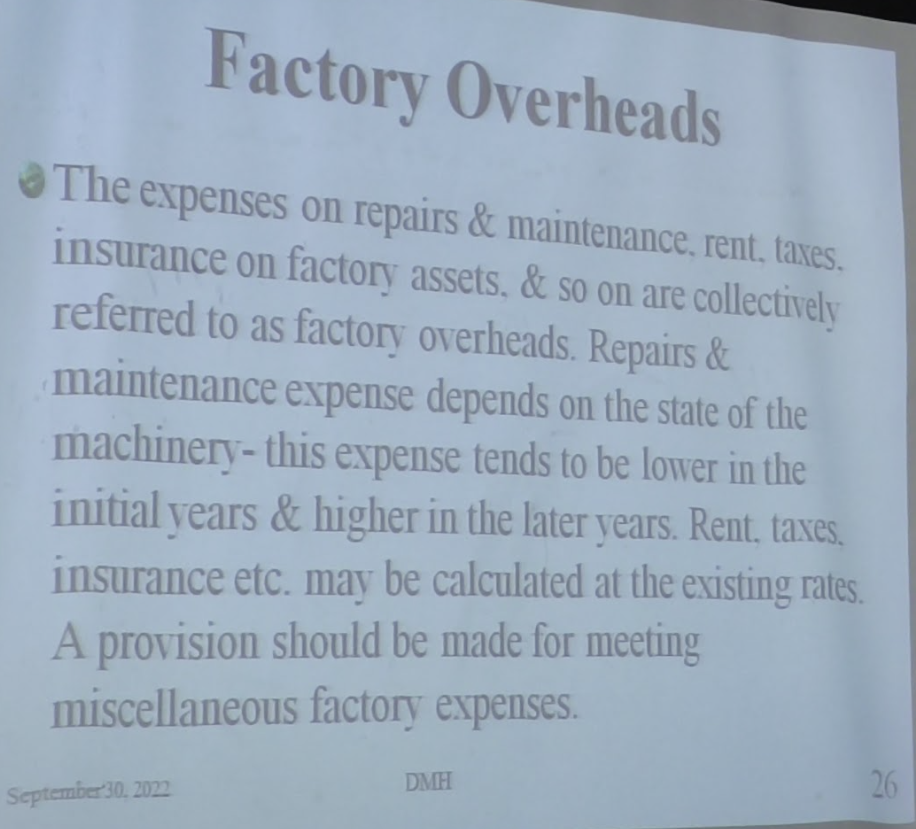 Factory Overheads
The expenses on repairs & maintenance, rent, taxes,
insurance on factory assets, & so on are collectively
referred to as factory overheads. Repairs &
maintenance expense depends on the state of the
machinery- this expense tends to be lower in the
initial years & higher in the later years. Rent, taxes,
insurance etc. may be calculated at the existing rates.
A provision should be made for meeting
miscellaneous factory expenses.
September 30, 2022 DMH 26